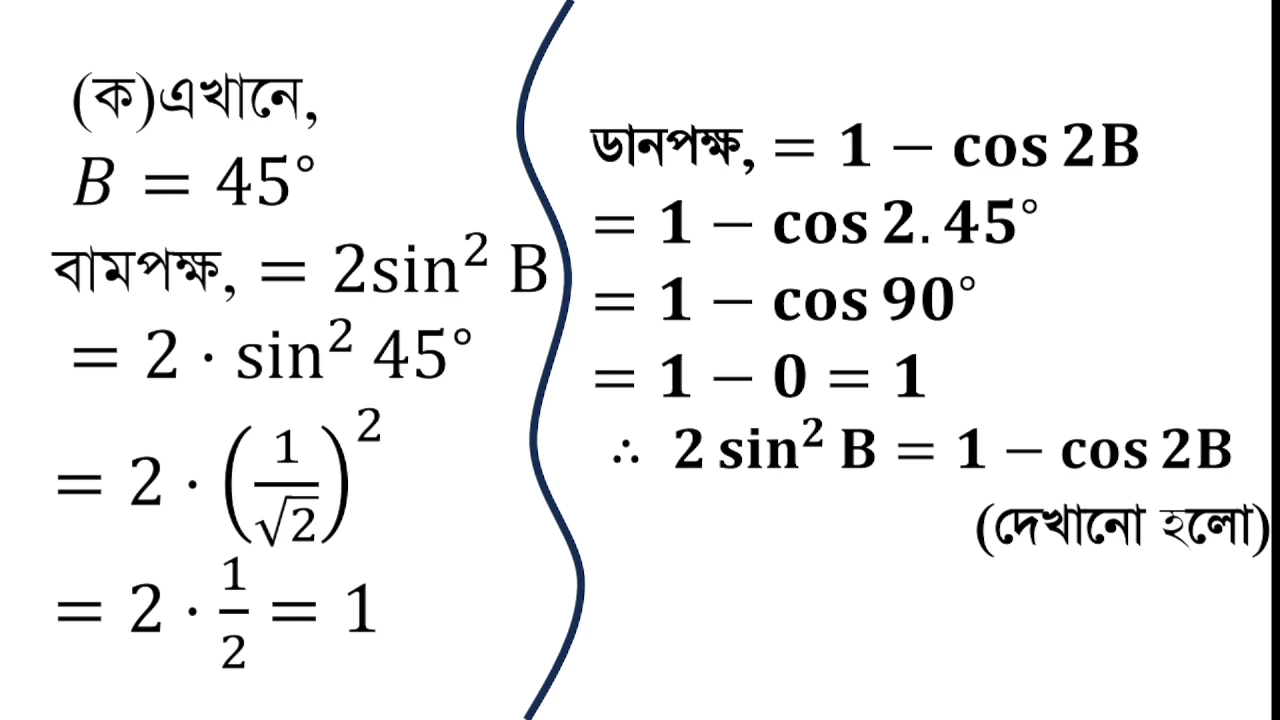 (ক)এখানে,
B = 45°
বামপক্ষ, = 2sin² B
= 2 · sin² 45°
= 2 · (1/√2)²
= 2 · 1/2 = 1
ডানপক্ষ, = 1 − cos 2B
= 1 − cos 2. 45°
= 1 − cos 90°
= 1 − 0 = 1
∴ 2 sin² B = 1 − cos 2B
(দেখানো হলো)